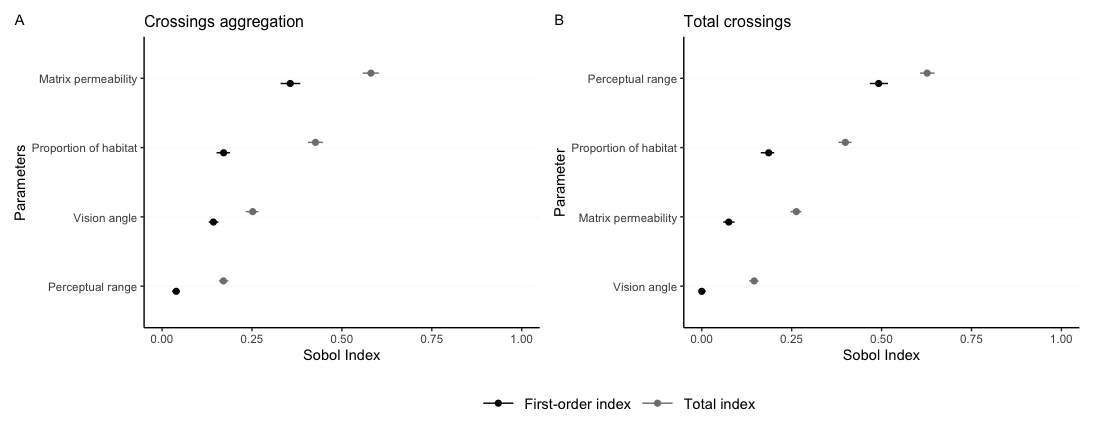 A
Crossings aggregation
Parameters
Matrix permeability
Proportion of habitat
Vision angle
Perceptual range
0.00 0.25 0.50 0.75 1.00
Sobol Index
B
Total crossings
Parameter
Perceptual range
Proportion of habitat
Matrix permeability
Vision angle
0.00 0.25 0.50 0.75 1.00
Sobol Index
First-order index Total index